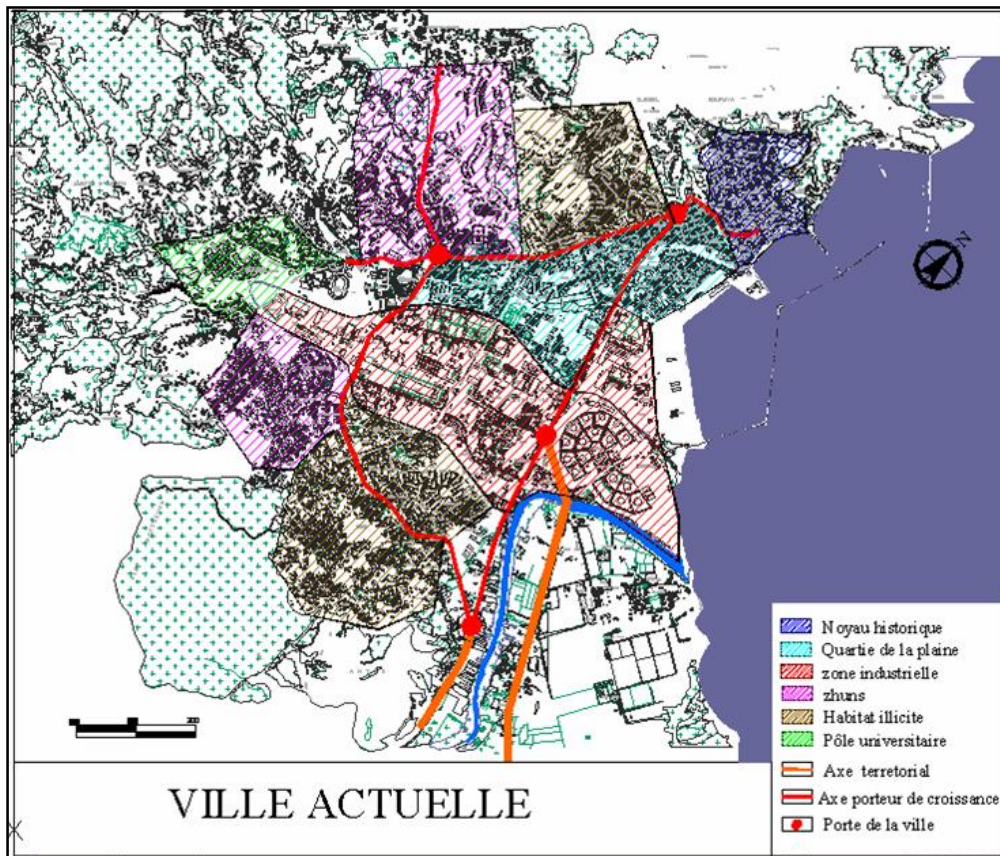 N
200
Noyau historique
Quartie de la plaine
zone industrielle
zhuns
Habitat illicite
Pôle universitaire
Axe terretorial
Axe porteur de croissance
Porte de la ville
VILLE ACTUELLE